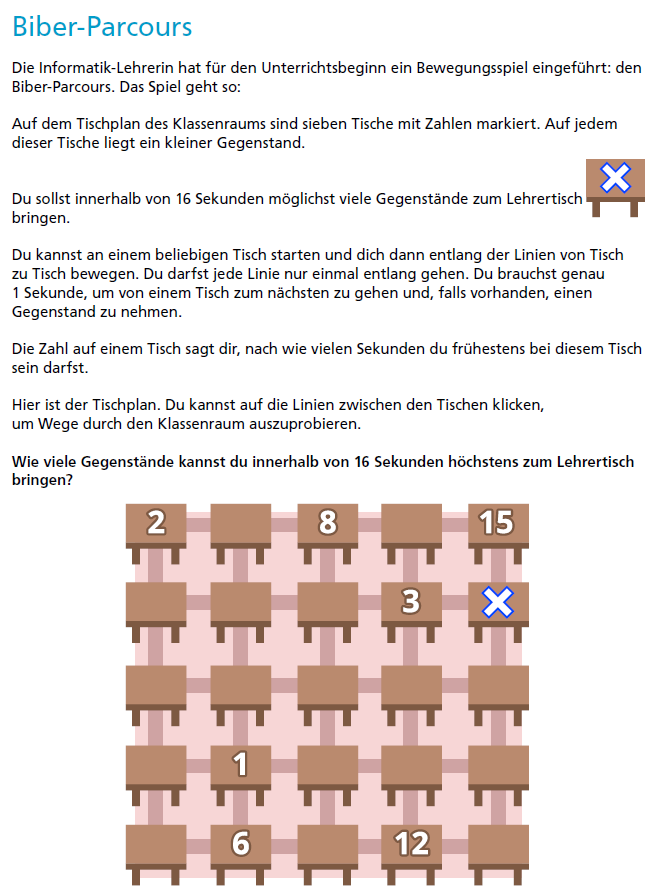 Biber-Parcours
Die Informatik-Lehrerin hat für den Unterrichtsbeginn ein Bewegungsspiel eingeführt: den
Biber-Parcours. Das Spiel geht so:
Auf dem Tischplan des Klassenraums sind sieben Tische mit Zahlen markiert. Auf jedem
dieser Tische liegt ein kleiner Gegenstand.
Du sollst innerhalb von 16 Sekunden möglichst viele Gegenstände zum Lehrertisch
bringen.
Du kannst an einem beliebigen Tisch starten und dich dann entlang der Linien von Tisch
zu Tisch bewegen. Du darfst jede Linie nur einmal entlang gehen. Du brauchst genau
1 Sekunde, um von einem Tisch zum nächsten zu gehen und, falls vorhanden, einen
Gegenstand zu nehmen.
Die Zahl auf einem Tisch sagt dir, nach wie vielen Sekunden du frühestens bei diesem Tisch
sein darfst.
Hier ist der Tischplan. Du kannst auf die Linien zwischen den Tischen klicken,
um Wege durch den Klassenraum auszuprobieren.
Wie viele Gegenstände kannst du innerhalb von 16 Sekunden höchstens zum Lehrertisch
bringen?
2 8 15
3
1
6 12